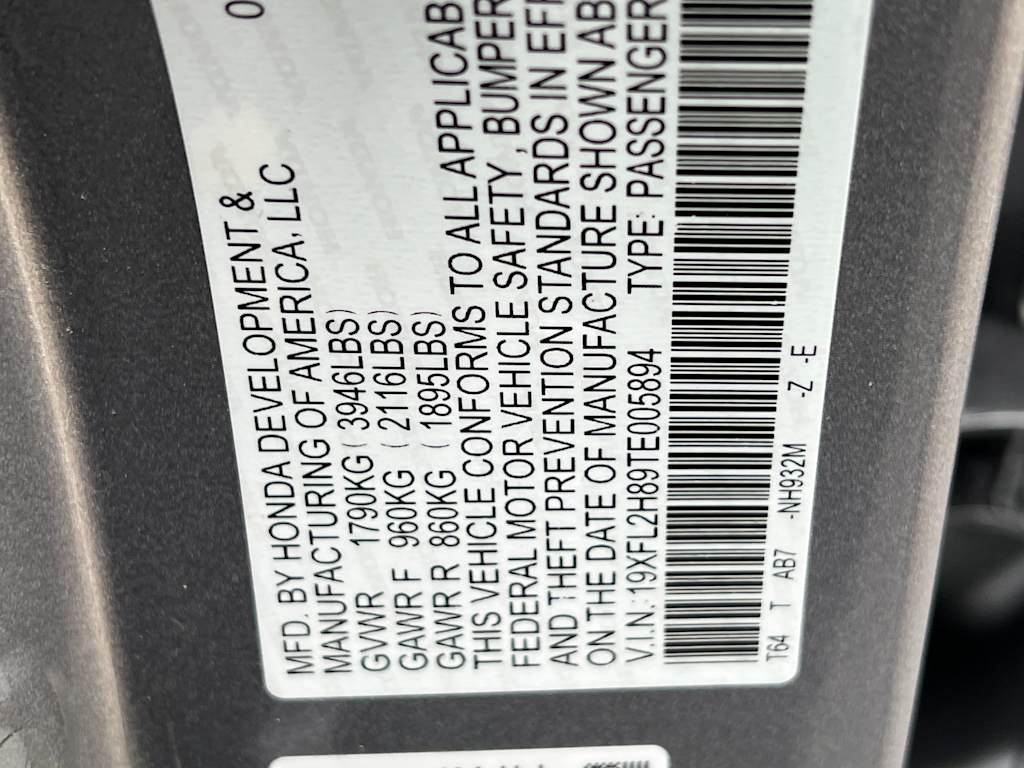 0
MFD. BY HONDA DEVELOPMENT &
MANUFACTURING OF AMERICA, LLC
GVWR 1790KG ( 3946LBS)
GAWR F 960KG ( 2116LBS)
GAWR R 860KG ( 1895LBS)
THIS VEHICLE CONFORMS TO ALL APPLICAB
FEDERAL MOTOR VEHICLE SAFETY, BUMPER
AND THEFT PREVENTION STANDARDS IN EFF
ON THE DATE OF MANUFACTURE SHOWN AB
V.I.N.: 19XFL2H89TE005894 TYPE: PASSENGER
T64 T AB7 -NH932M -Z -E